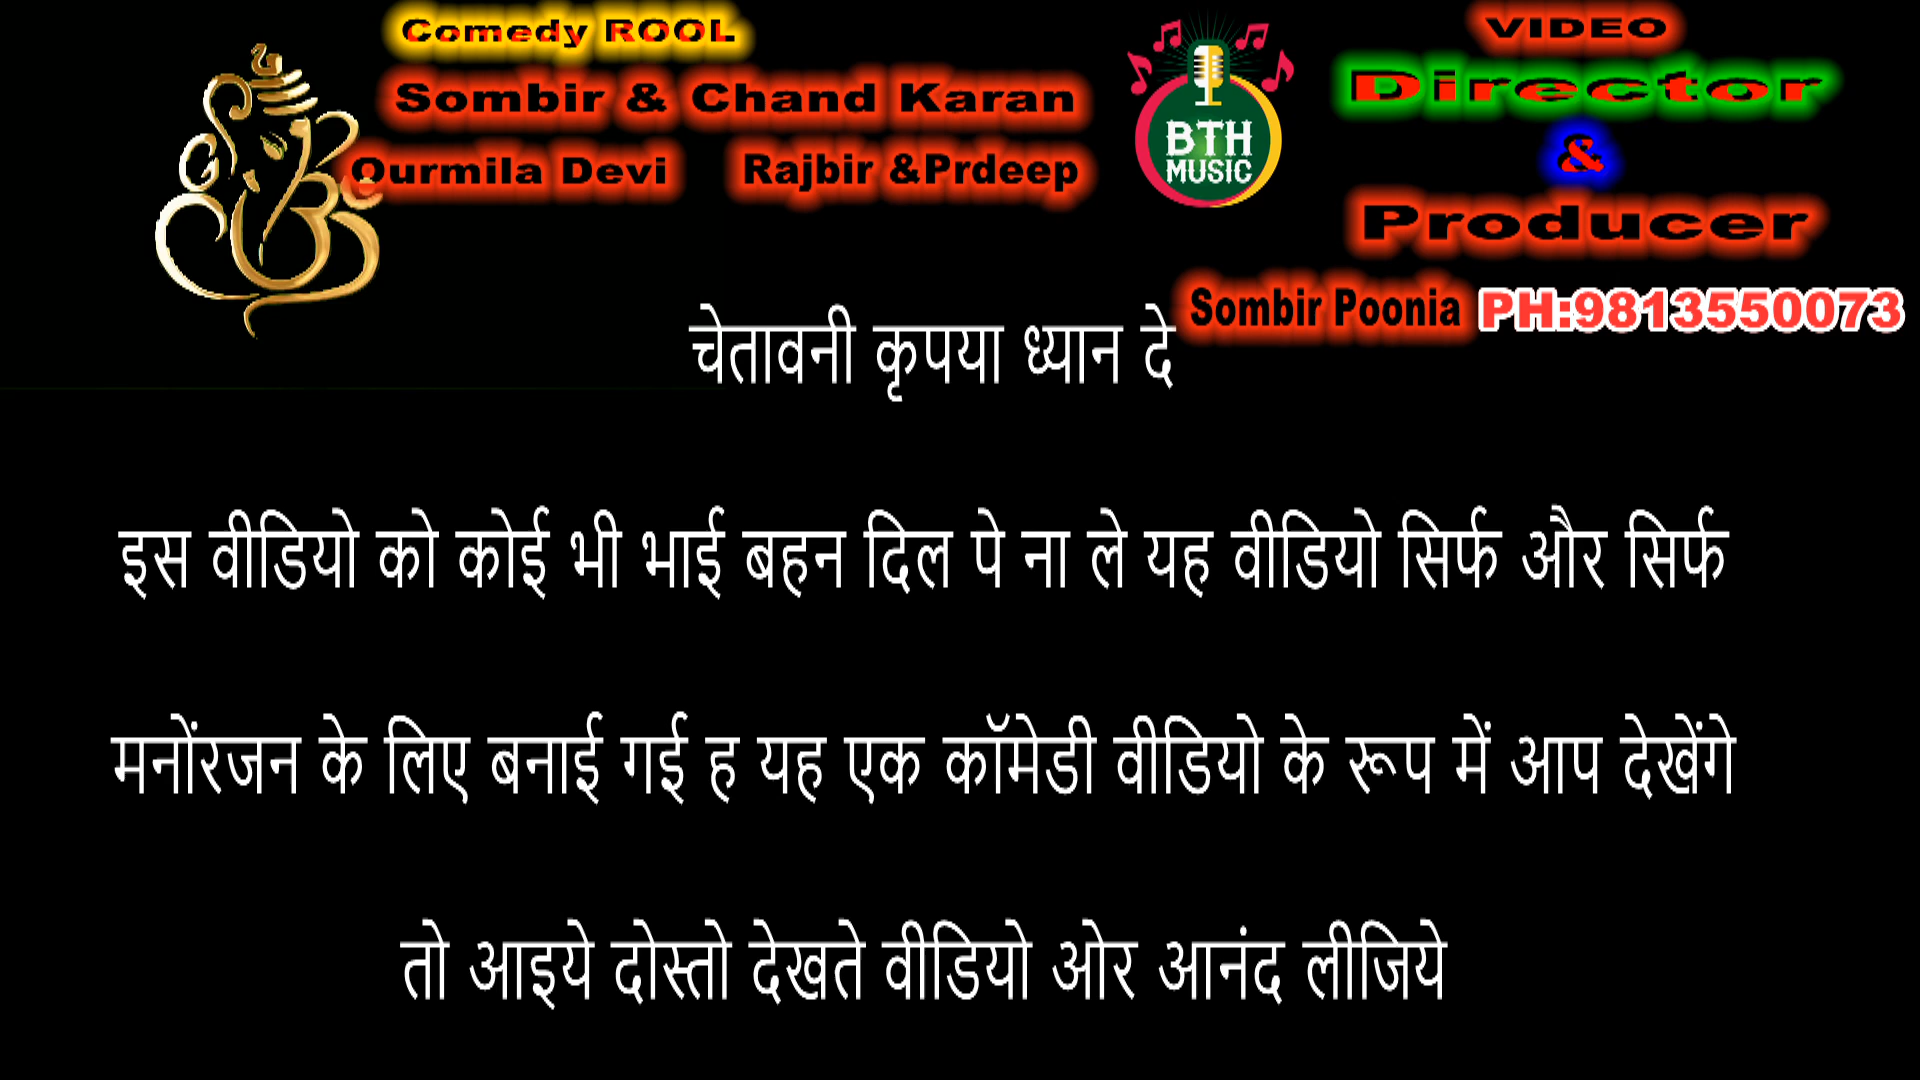 Comedy ROOL
Sombir & Chand Karan
Ourmila Devi Rajbir &Prdeep
BTH
MUSIC
VIDEO
Director
&
Producer
Sombir Poonia PH:9813550073
चेतावनी कृपया ध्यान दे
इस वीडियो को कोई भी भाई बहन दिल पे ना ले यह वीडियो सिर्फ और सिर्फ
मनोंरजन के लिए बनाई गई ह यह एक कॉमेडी वीडियो के रूप में आप देखेंगे
तो आइये दोस्तो देखते वीडियो ओर आनंद लीजिये